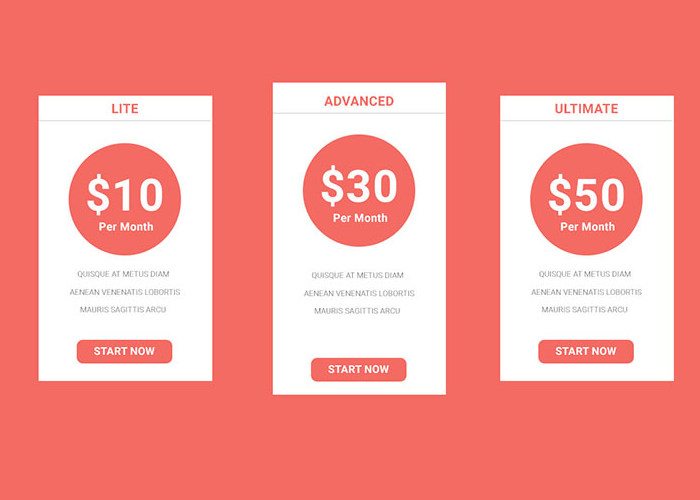 LITE
$10
Per Month
QUISQUE AT METUS DIAM
AENEAN VENENATIS LOBORTIS
MAURIS SAGITTIS ARCU
START NOW
ADVANCED
$30
Per Month
QUISQUE AT METUS DIAM
AENEAN VENENATIS LOBORTIS
MAURIS SAGITTIS ARCU
START NOW
ULTIMATE
$50
Per Month
QUISQUE AT METUS DIAM
AENEAN VENENATIS LOBORTIS
MAURIS SAGITTIS ARCU
START NOW